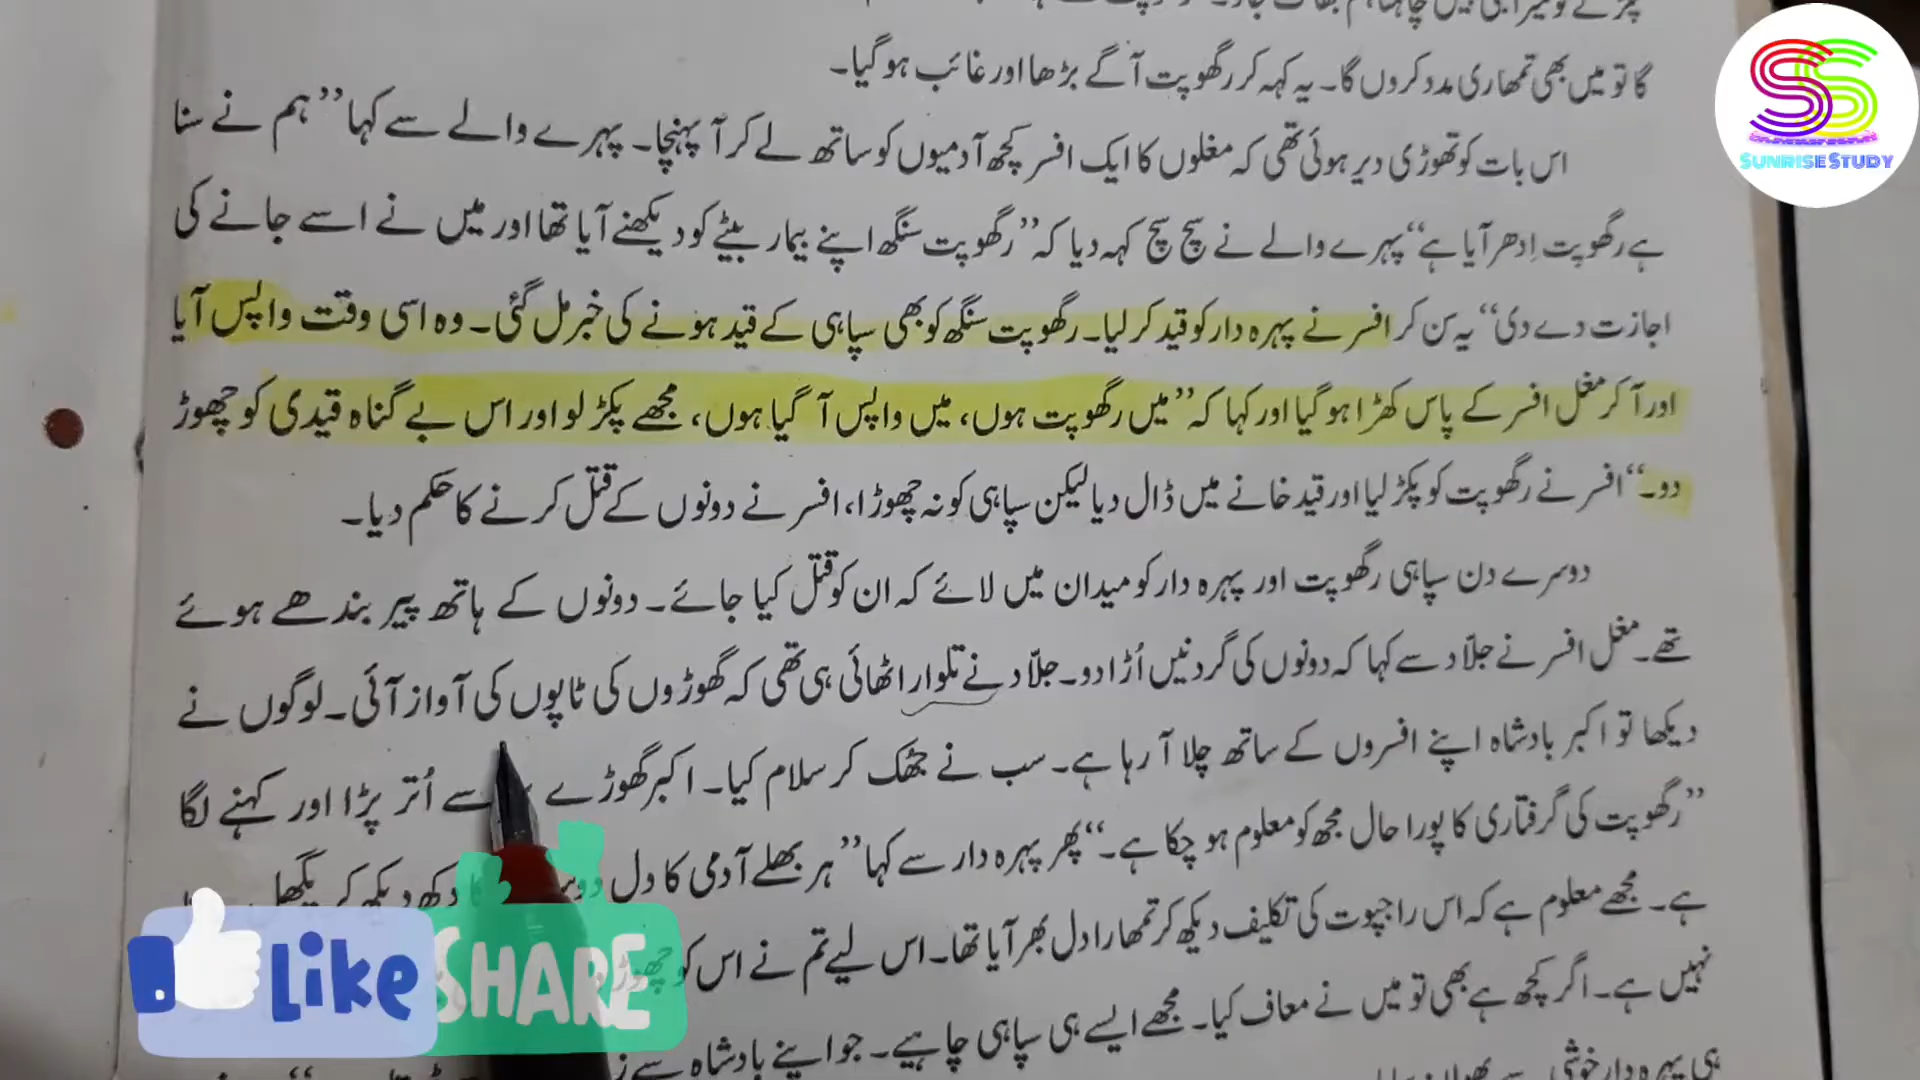 گا تو میں بھی تمھاری مدد کروں گا۔ یہ کہہ کر رگھوپت آگے بڑھا اور غائب ہوگیا۔
اس بات کو تھوڑی دیر ہوئی تھی کہ مغلوں کا ایک افسر کچھ آدمیوں کو ساتھ لے کر آ پہنچا۔ پہرے والے سے کہا ’’ہم نے سنا
ہے رگھوپت اِدھر آیا ہے‘‘ پہرے والے نے سچ سچ کہہ دیا کہ ’’رگھوپت سنگھ اپنے بیمار بیٹے کو دیکھنے آیا تھا اور میں نے اسے جانے کی
اجازت دے دی‘‘ یہ سن کر افسر نے پہرہ دار کو قید کر لیا۔ رگھوپت سنگھ کو بھی سپاہی کے قید ہونے کی خبر مل گئی۔ وہ اسی وقت واپس آیا
اور آ کر مغل افسر کے پاس کھڑا ہوگیا اور کہا کہ ’’میں رگھوپت ہوں، میں واپس آ گیا ہوں، مجھے پکڑ لو اور اس بے گناہ قیدی کو چھوڑ
دو۔‘‘ افسر نے رگھوپت کو پکڑ لیا اور قید خانے میں ڈال دیا لیکن سپاہی کو نہ چھوڑا، افسر نے دونوں کے قتل کرنے کا حکم دیا۔
دوسرے دن سپاہی رگھوپت اور پہرہ دار کو میدان میں لائے کہ ان کو قتل کیا جائے۔ دونوں کے ہاتھ پیر بندھے ہوئے
تھے۔ مغل افسر نے جلّاد سے کہا کہ دونوں کی گردنیں اُڑا دو۔ جلّاد نے تلوار اٹھائی ہی تھی کہ گھوڑوں کی ٹاپوں کی آواز آئی۔ لوگوں نے
دیکھا تو اکبر بادشاہ اپنے افسروں کے ساتھ چلا آ رہا ہے۔ سب نے جھک کر سلام کیا۔ اکبر گھوڑے سے اُتر پڑا اور کہنے لگا
’’رگھوپت کی گرفتاری کا پورا حال مجھ کو معلوم ہو چکا ہے۔‘‘ پھر پہرہ دار سے کہا ’’ہر بھلے آدمی کا دل دکھ دیکھ کر پگھل
ہے۔ مجھے معلوم ہے کہ اس راجپوت کی تکلیف دیکھ کر تمھارا دل بھر آیا تھا۔ اس لیے تم نے اس کو
نہیں ہے۔ اگر کچھ ہے بھی تو میں نے معاف کیا۔ مجھے ایسے ہی سپاہی چاہیے۔ جو اپنے بادشاہ سے
ہی پہرہ دار خوشی سے
SUNRISE STUDY
Like SHARE